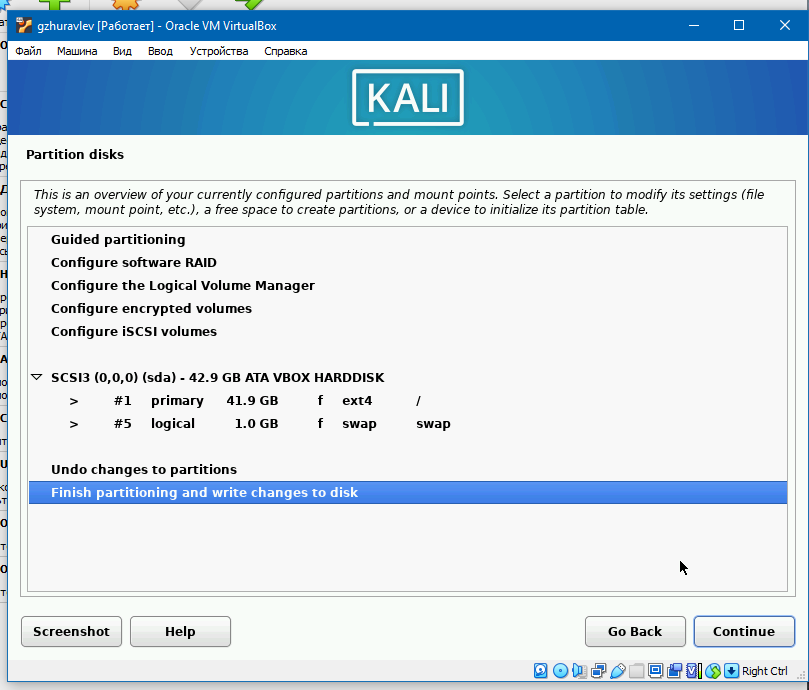 gzhuravlev [Работает] - Oracle VM VirtualBox
Файл Машина Вид Ввод Устройства Справка
KALI
Partition disks
This is an overview of your currently configured partitions and mount points. Select a partition to modify its settings (file
system, mount point, etc.), a free space to create partitions, or a device to initialize its partition table.
Guided partitioning
Configure software RAID
Configure the Logical Volume Manager
Configure encrypted volumes
Configure iSCSI volumes
SCSI3 (0,0,0) (sda) - 42.9 GB ATA VBOX HARDDISK
> #1 primary 41.9 GB f ext4 /
> #5 logical 1.0 GB f swap swap
Undo changes to partitions
Finish partitioning and write changes to disk
Screenshot Help Go Back Continue
Right Ctrl